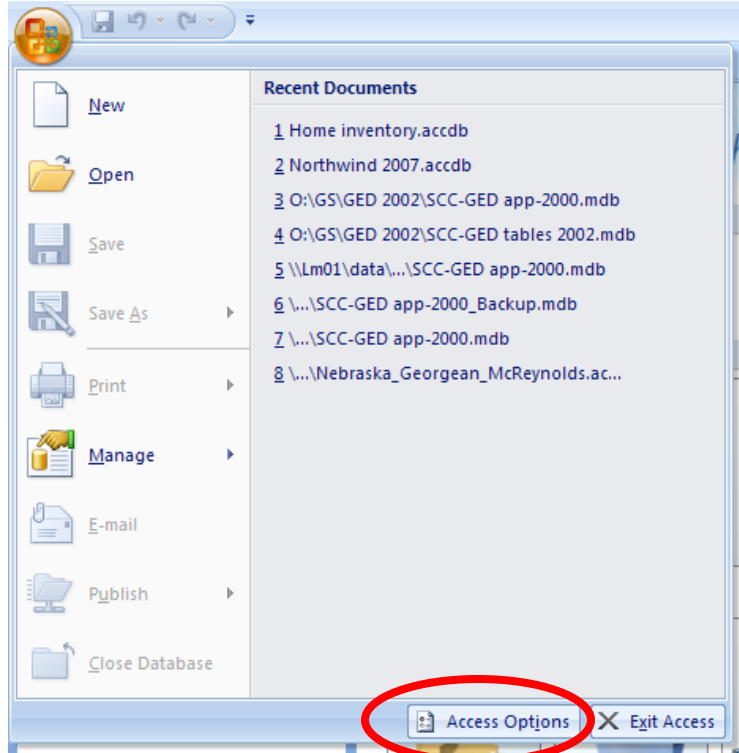 New
Open
Save
Save As
Print
Manage
E-mail
Publish
Close Database
Recent Documents
1 Home inventory.accdb
2 Northwind 2007.accdb
3 O:\GS\GED 2002\SCC-GED app-2000.mdb
4 O:\GS\GED 2002\SCC-GED tables 2002.mdb
5 \\Lm01\data\...\SCC-GED app-2000.mdb
6 \...\SCC-GED app-2000_Backup.mdb
7 \...\SCC-GED app-2000.mdb
8 \...\Nebraska_Georgean_McReynolds.ac...
Access Options
Exit Access